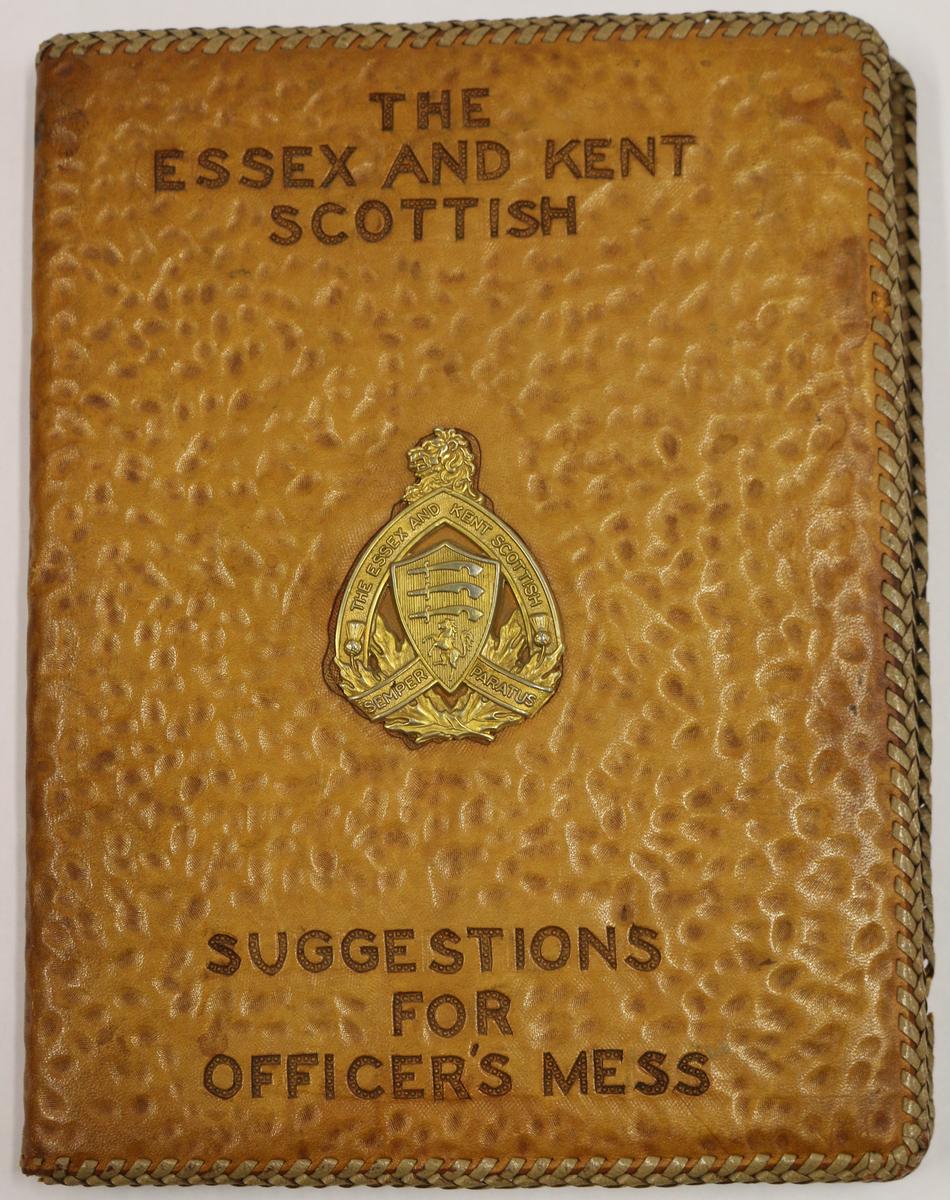 THE
ESSEX AND KENT
SCOTTISH
THE ESSEX AND KENT SCOTTISH
SEMPER PARATUS
SUGGESTIONS
FOR
OFFICER'S MESS